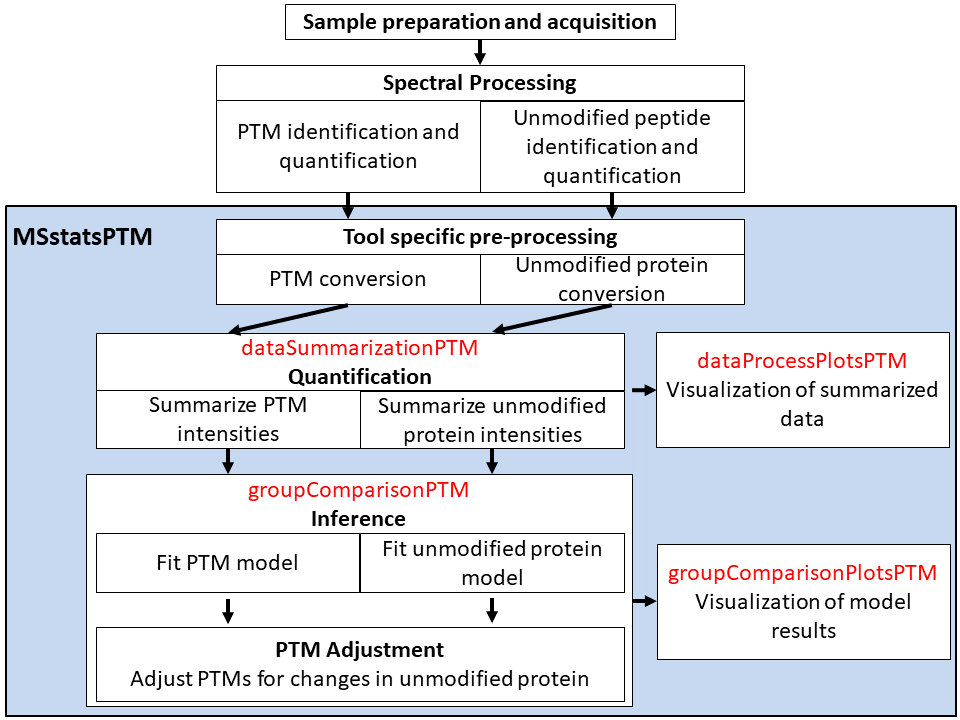 Sample preparation and acquisition
Spectral Processing
PTM identification and
quantification
Unmodified peptide
identification and
quantification
MSstatsPTM
Tool specific pre-processing
PTM conversion
Unmodified protein
conversion
dataSummarizationPTM
Quantification
Summarize PTM
intensities
Summarize unmodified
protein intensities
dataProcessPlotsPTM
Visualization of summarized
data
groupComparisonPTM
Inference
Fit PTM model
Fit unmodified protein
model
groupComparisonPlotsPTM
Visualization of model
results
PTM Adjustment
Adjust PTMs for changes in unmodified protein